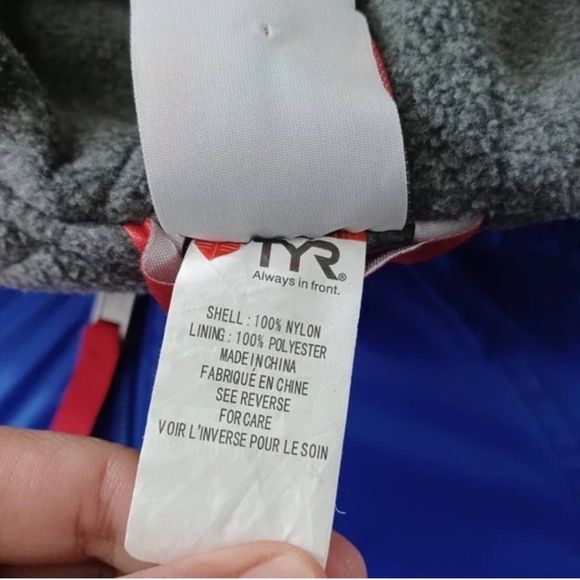 TYR®
Always in front.
SHELL : 100% NYLON
LINING : 100% POLYESTER
MADE IN CHINA
FABRIQUÉ EN CHINE
SEE REVERSE
FOR CARE
VOIR L'INVERSE POUR LE SOIN